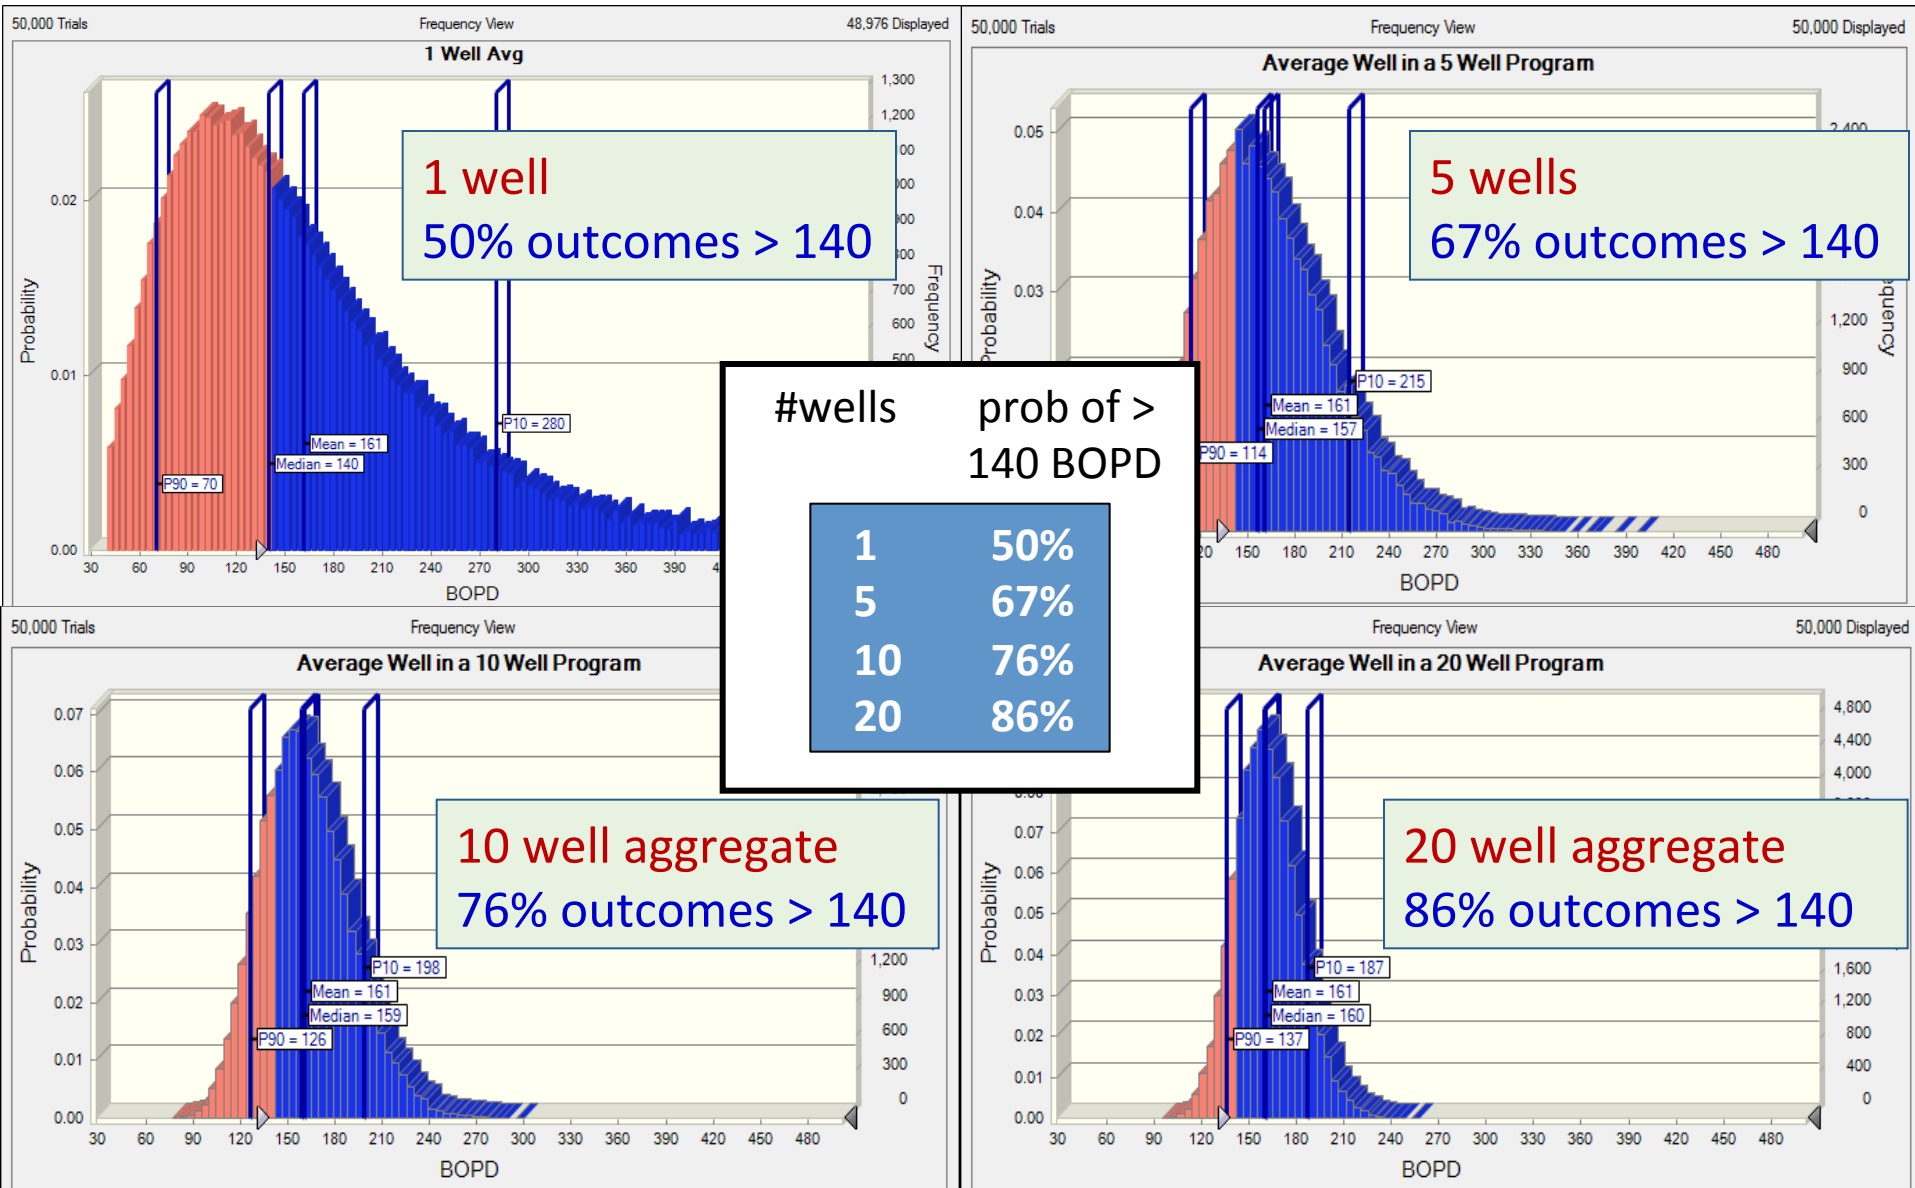 50,000 Trials
Frequency View
48,976 Displayed
1 Well Avg
1,300
1,200
800
700
600
0.02
0.01
0.00
Probability
Frequency
1 well
50% outcomes > 140
P10 = 280
Mean = 161
Median = 140
P90 = 70
30 60 90 120 150 180 210 240 270 300 330 360 390
BOPD
50,000 Trials
Frequency View
50,000 Displayed
Average Well in a 5 Well Program
0.05
0.04
0.03
Probability
2,400
1,200
900
600
300
0
5 wells
67% outcomes > 140
P10 = 215
Mean = 161
Median = 157
P90 = 114
150 180 210 240 270 300 330 360 390 420 450 480
BOPD
#wells prob of >
140 BOPD
1 50%
5 67%
10 76%
20 86%
50,000 Trials
Frequency View
Average Well in a 10 Well Program
0.07
0.06
0.05
0.04
0.03
0.02
0.01
0.00
Probability
1,200
900
600
300
0
10 well aggregate
76% outcomes > 140
P10 = 198
Mean = 161
Median = 159
P90 = 126
30 60 90 120 150 180 210 240 270 300 330 360 390 420 450 480
BOPD
Frequency View
50,000 Displayed
Average Well in a 20 Well Program
0.07
0.06
0.05
0.04
0.03
0.02
0.01
0.00
Probability
4,800
4,400
4,000
1,600
1,200
800
400
0
20 well aggregate
86% outcomes > 140
P10 = 187
Mean = 161
Median = 160
P90 = 137
30 60 90 120 150 180 210 240 270 300 330 360 390 420 450 480
BOPD